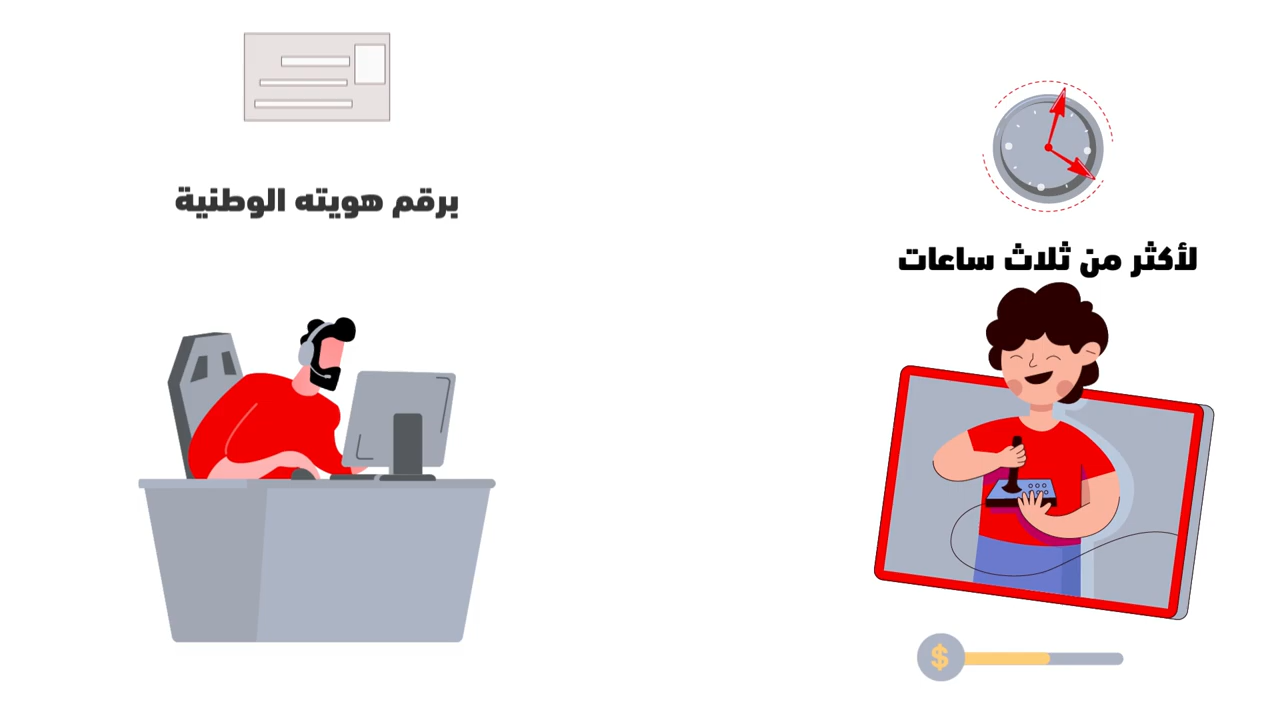 لأكثر من ثلاث ساعات
برقم هويته الوطنية
$